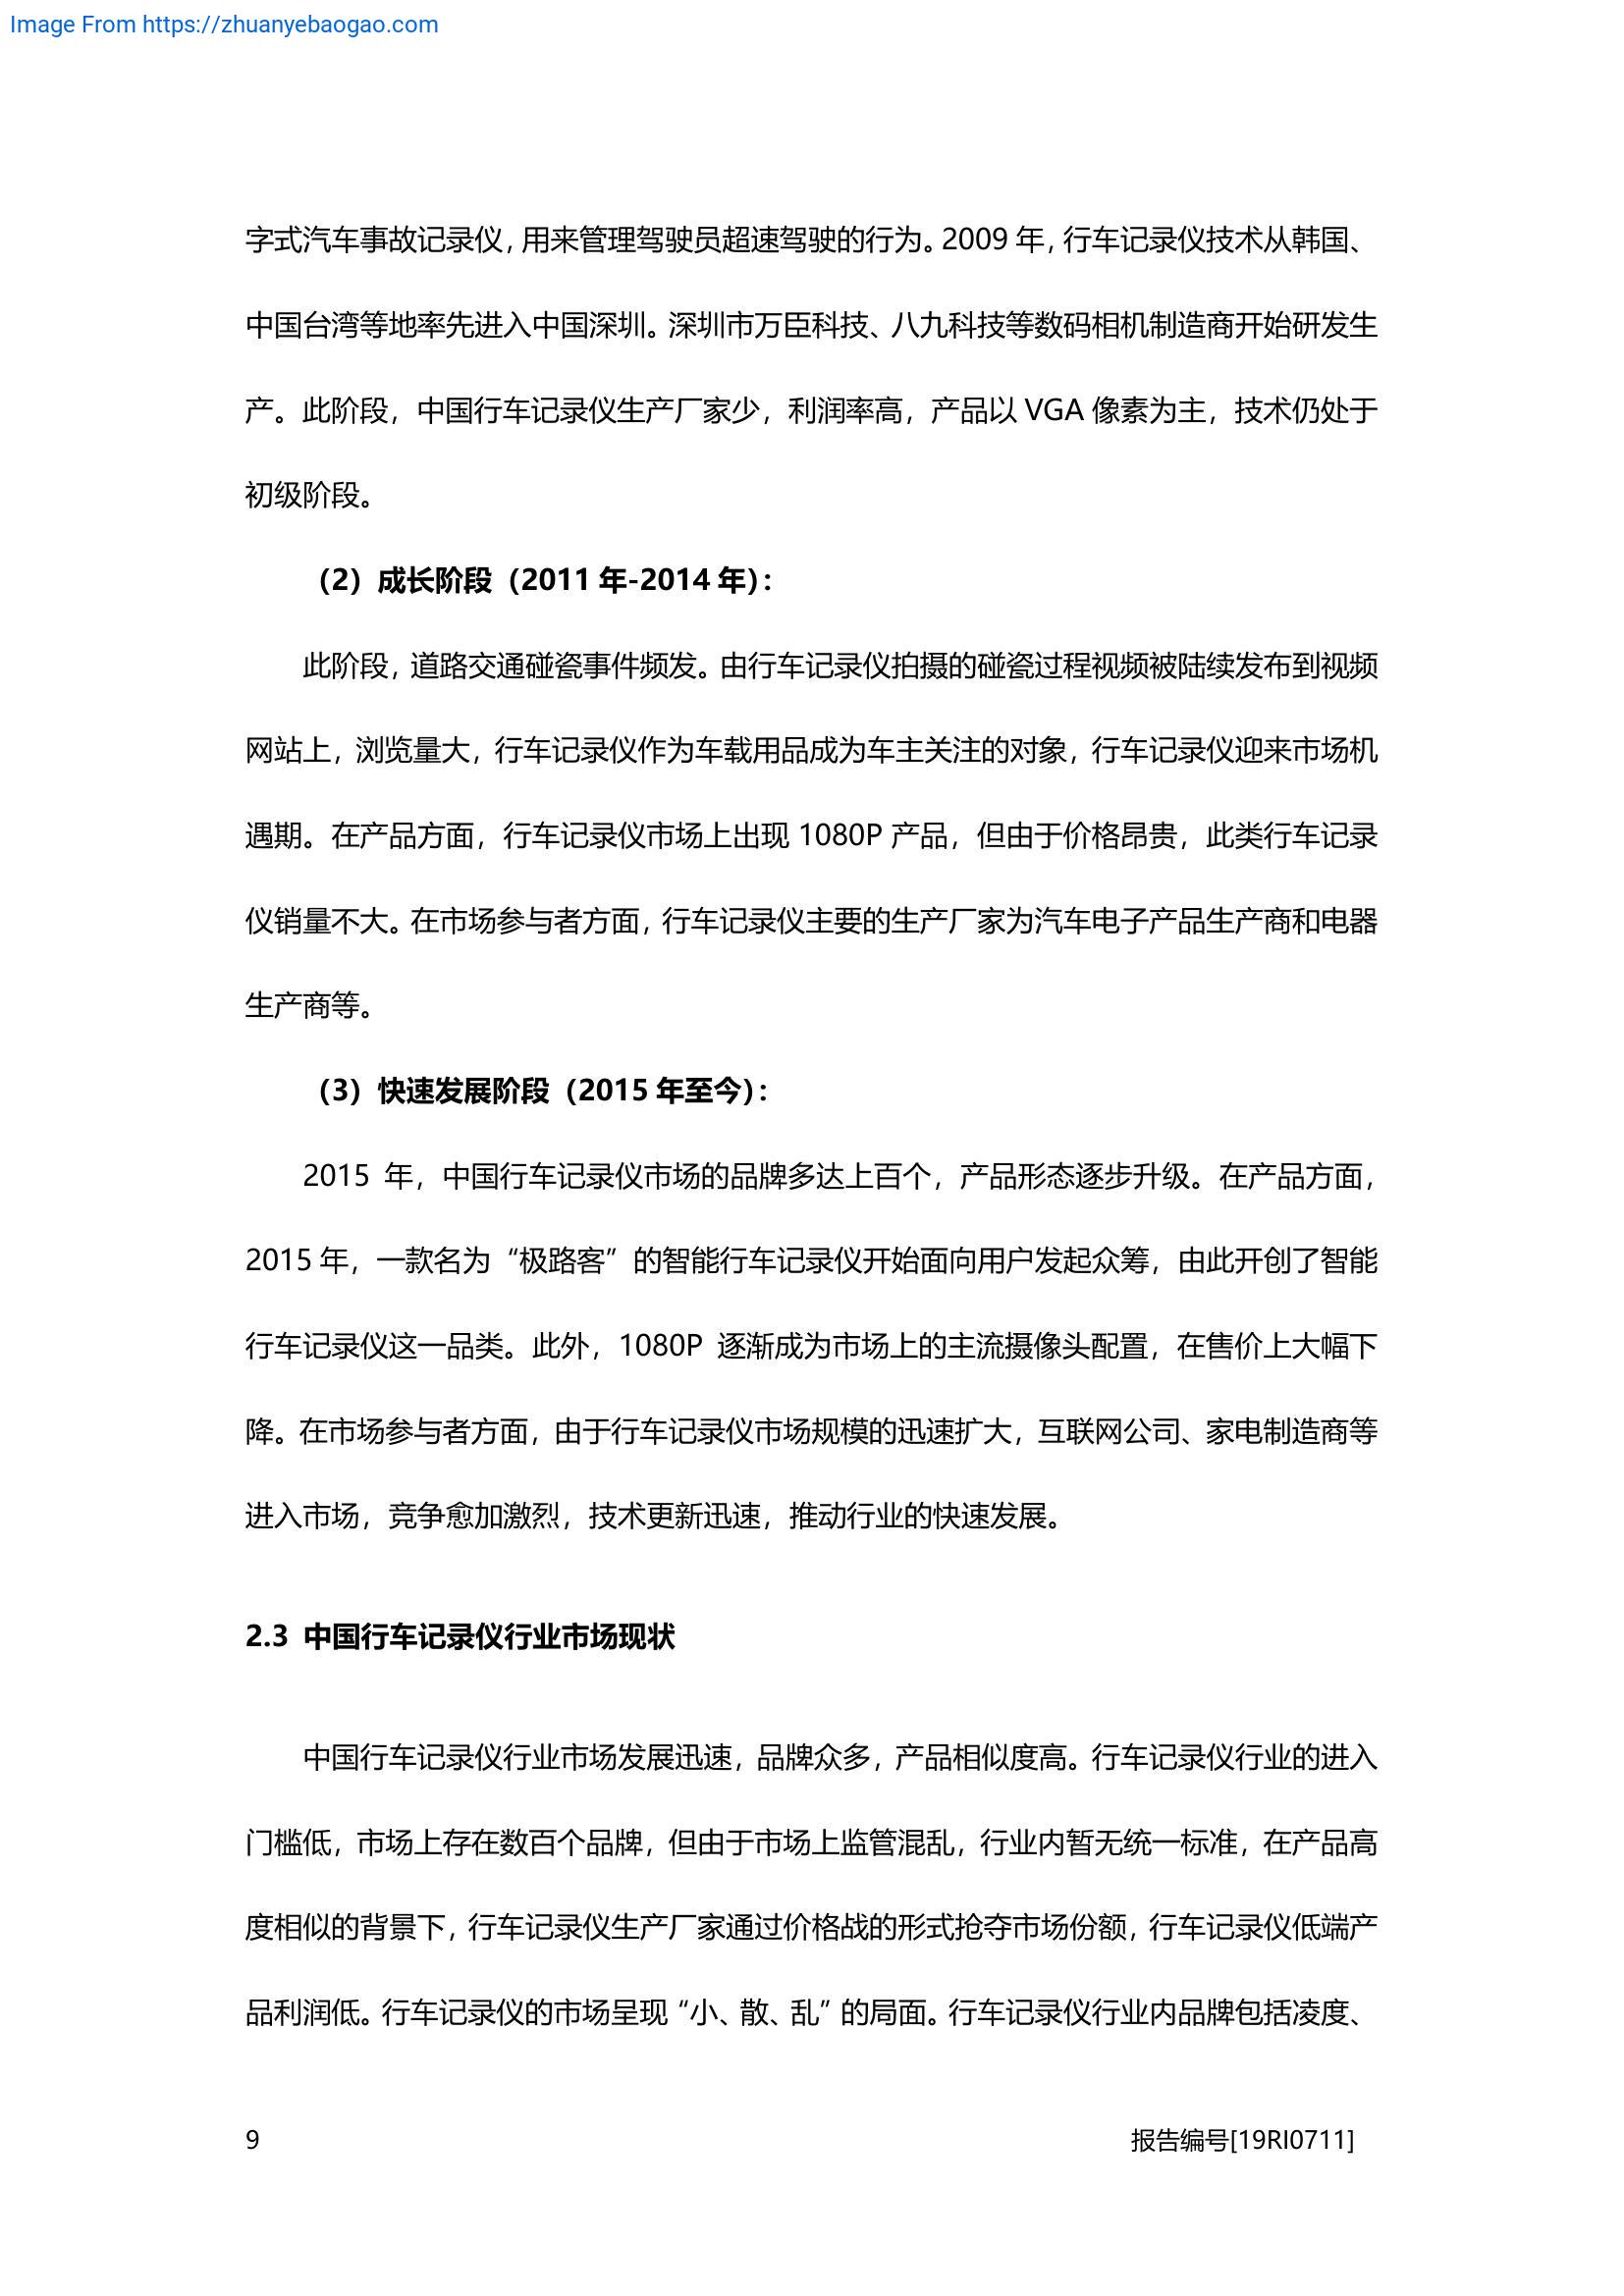 Image From https://zhuanyebaogao.com
字式汽车事故记录仪，用来管理驾驶员超速驾驶的行为。2009 年，行车记录仪技术从韩国、
中国台湾等地率先进入中国深圳。深圳市万臣科技、八九科技等数码相机制造商开始研发生
产。此阶段，中国行车记录仪生产厂家少，利润率高，产品以 VGA 像素为主，技术仍处于
初级阶段。
（2）成长阶段（2011 年-2014 年）：
此阶段，道路交通碰瓷事件频发。由行车记录仪拍摄的碰瓷过程视频被陆续发布到视频
网站上，浏览量大，行车记录仪作为车载用品成为车主关注的对象，行车记录仪迎来市场机
遇期。在产品方面，行车记录仪市场上出现 1080P 产品，但由于价格昂贵，此类行车记录
仪销量不大。在市场参与者方面，行车记录仪主要的生产厂家为汽车电子产品生产商和电器
生产商等。
（3）快速发展阶段（2015 年至今）：
2015 年，中国行车记录仪市场的品牌多达上百个，产品形态逐步升级。在产品方面，
2015 年，一款名为“极路客”的智能行车记录仪开始面向用户发起众筹，由此开创了智能
行车记录仪这一品类。此外，1080P 逐渐成为市场上的主流摄像头配置，在售价上大幅下
降。在市场参与者方面，由于行车记录仪市场规模的迅速扩大，互联网公司、家电制造商等
进入市场，竞争愈加激烈，技术更新迅速，推动行业的快速发展。
2.3 中国行车记录仪行业市场现状
中国行车记录仪行业市场发展迅速，品牌众多，产品相似度高。行车记录仪行业的进入
门槛低，市场上存在数百个品牌，但由于市场上监管混乱，行业内暂无统一标准，在产品高
度相似的背景下，行车记录仪生产厂家通过价格战的形式抢夺市场份额，行车记录仪低端产
品利润低。行车记录仪的市场呈现“小、散、乱”的局面。行车记录仪行业内品牌包括凌度、
9 报告编号[19RI0711]